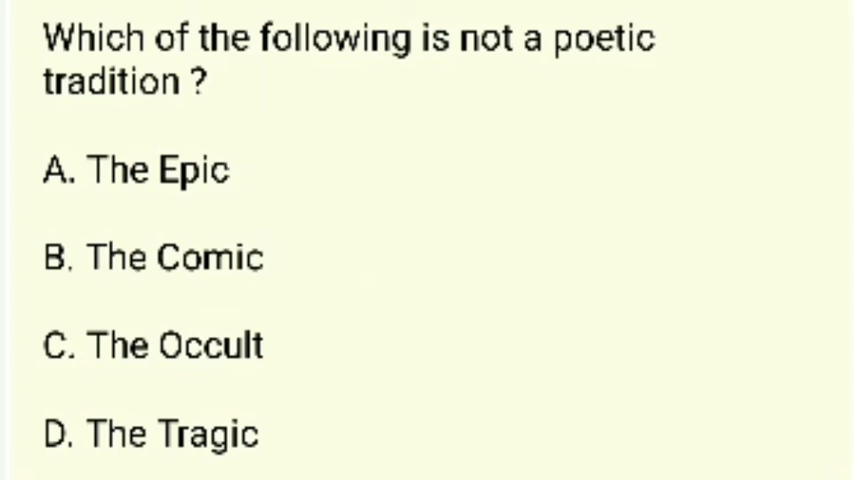 Which of the following is not a poetic
tradition ?
A. The Epic
B. The Comic
C. The Occult
D. The Tragic